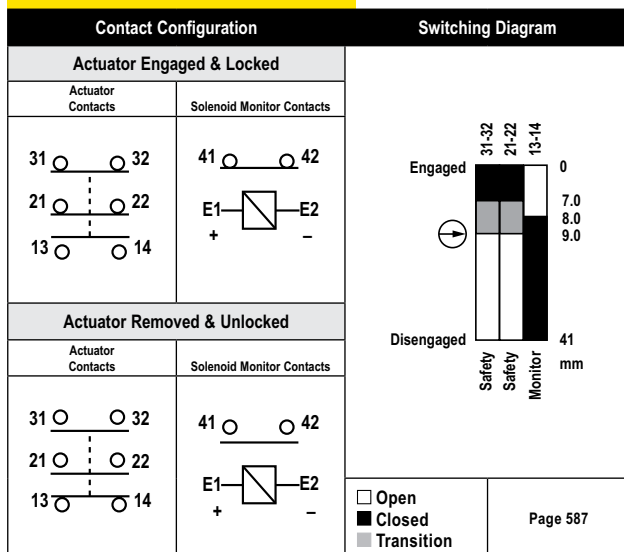 Contact Configuration
Switching Diagram
Actuator Engaged & Locked
Actuator
Contacts
Solenoid Monitor Contacts
31 32
21 22
13 14
41 42
E1 E2
+ –
Actuator Removed & Unlocked
Actuator
Contacts
Solenoid Monitor Contacts
31 32
21 22
13 14
41 42
E1 E2
+ –
31-32
21-22
13-14
Engaged
0
7.0
8.0
9.0
Disengaged
41
mm
Safety
Safety
Monitor
Open
Closed
Transition
Page 587